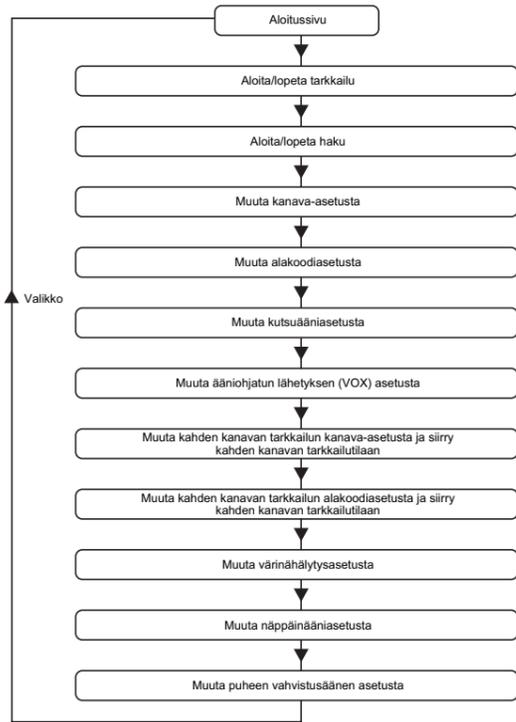 Aloitussivu
Aloita/lopeta tarkkailu
Aloita/lopeta haku
Muuta kanava-asetusta
Muuta alakoodiasetusta
Valikko
Muuta kutsuääniasetusta
Muuta ääniohjatun lähetyksen (VOX) asetusta
Muuta kahden kanavan tarkkailun kanava-asetusta ja siirry
kahden kanavan tarkkailutilaan
Muuta kahden kanavan tarkkailun alakoodiasetusta ja siirry
kahden kanavan tarkkailutilaan
Muuta värinähälytysasetusta
Muuta näppäinääniasetusta
Muuta puheen vahvistusäänen asetusta